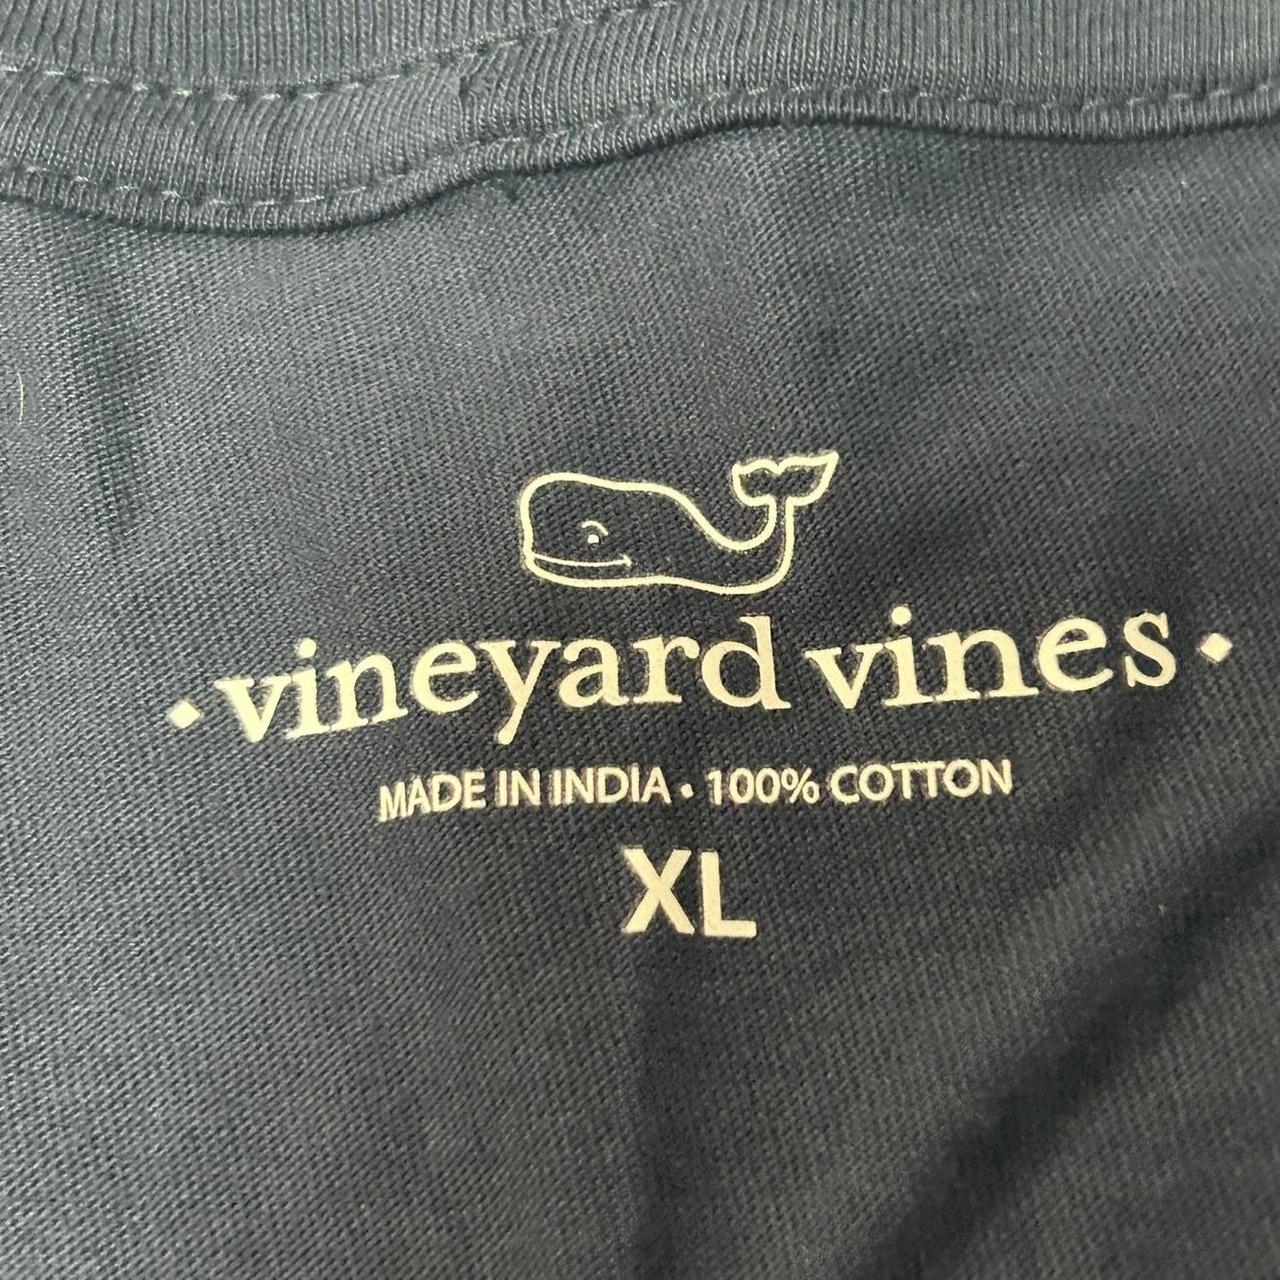 vineyard vines
MADE IN INDIA • 100% COTTON
XL